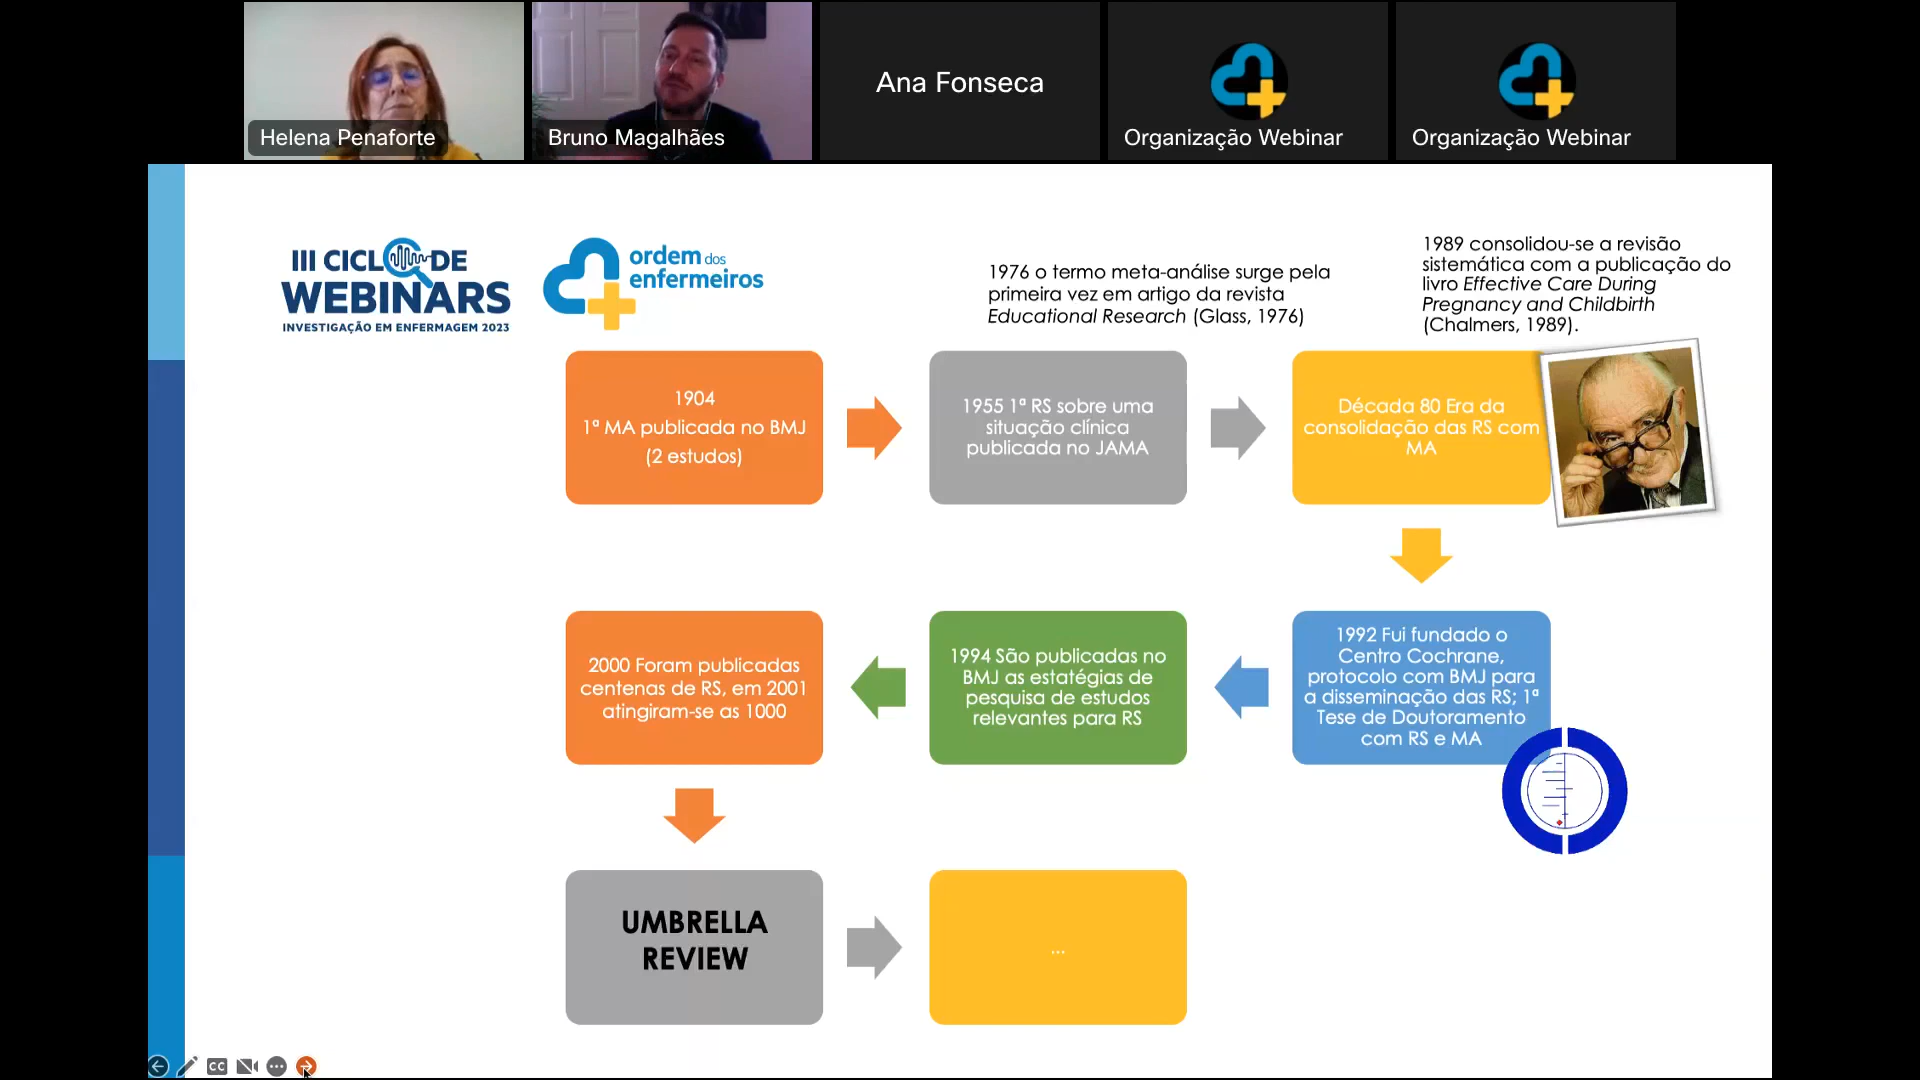 Helena Penaforte
Bruno Magalhães
Ana Fonseca
Organização Webinar
Organização Webinar
III CICLO DE
WEBINARS
INVESTIGAÇÃO EM ENFERMAGEM 2023
ordem dos
enfermeiros
1976 o termo meta-análise surge pela
primeira vez em artigo da revista
Educational Research (Glass, 1976)
1989 consolidou-se a revisão
sistemática com a publicação do
livro Effective Care During
Pregnancy and Childbirth
(Chalmers, 1989).
1904
1ª MA publicada no BMJ
(2 estudos)
1955 1ª RS sobre uma
situação clínica
publicada no JAMA
Década 80 Era da
consolidação das RS com
MA
1992 Fui fundado o
Centro Cochrane,
protocolo com BMJ para
a disseminação das RS; 1ª
Tese de Doutoramento
com RS e MA
1994 São publicadas no
BMJ as estatégias de
pesquisa de estudos
relevantes para RS
2000 Foram publicadas
centenas de RS, em 2001
atingiram-se as 1000
UMBRELLA
REVIEW
...
CC